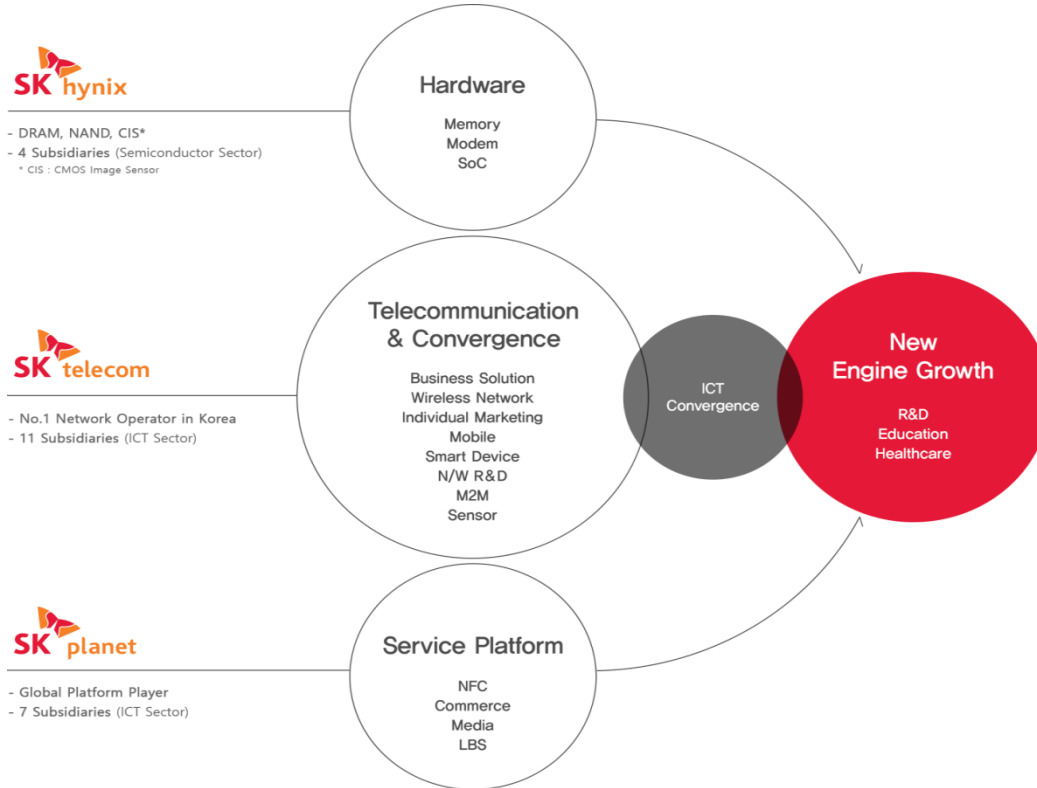 SK hynix
- DRAM, NAND, CIS*
- 4 Subsidiaries (Semiconductor Sector)
* CIS : CMOS Image Sensor
Hardware
Memory
Modem
SoC
SK telecom
- No.1 Network Operator in Korea
- 11 Subsidiaries (ICT Sector)
Telecommunication
& Convergence
Business Solution
Wireless Network
Individual Marketing
Mobile
Smart Device
N/W R&D
M2M
Sensor
ICT
Convergence
New
Engine Growth
R&D
Education
Healthcare
SK planet
- Global Platform Player
- 7 Subsidiaries (ICT Sector)
Service Platform
NFC
Commerce
Media
LBS